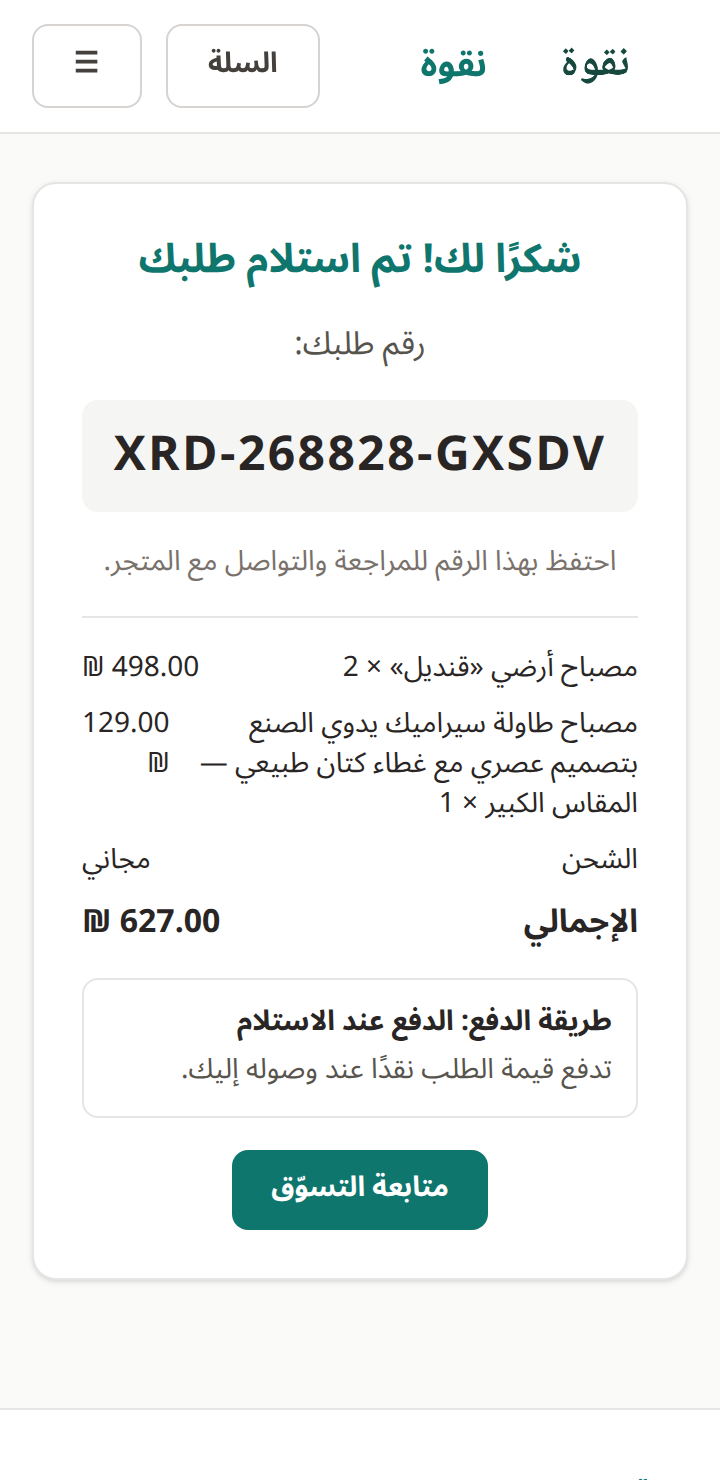 نقوة
نقوة
السلة
☰
شكرًا لك! تم استلام طلبك
رقم طلبك:
XRD-268828-GXSDV
احتفظ بهذا الرقم للمراجعة والتواصل مع المتجر.
مصباح أرضي «قنديل» × 2
498.00 ₪
مصباح طاولة سيراميك يدوي الصنع
بتصميم عصري مع غطاء كتان طبيعي —
المقاس الكبير × 1
129.00
₪
الشحن
مجاني
الإجمالي
627.00 ₪
طريقة الدفع: الدفع عند الاستلام
تدفع قيمة الطلب نقدًا عند وصوله إليك.
متابعة التسوّق